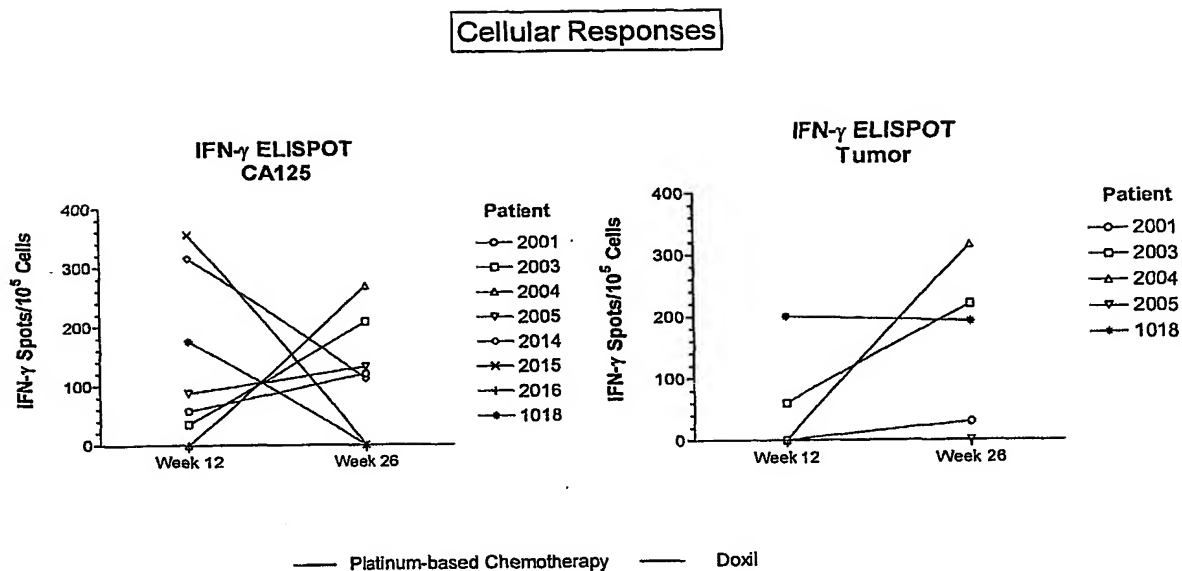 Cellular Responses
IFN-γ ELISPOT
CA125
IFN-γ Spots/10⁵ Cells
400
300
200
100
0
Week 12
Week 26
Patient
2001
2003
2004
2005
2014
2015
2016
1018
IFN-γ ELISPOT
Tumor
IFN-γ Spots/10⁵ Cells
400
300
200
100
0
Week 12
Week 26
Patient
2001
2003
2004
2005
1018
Platinum-based Chemotherapy
Doxil